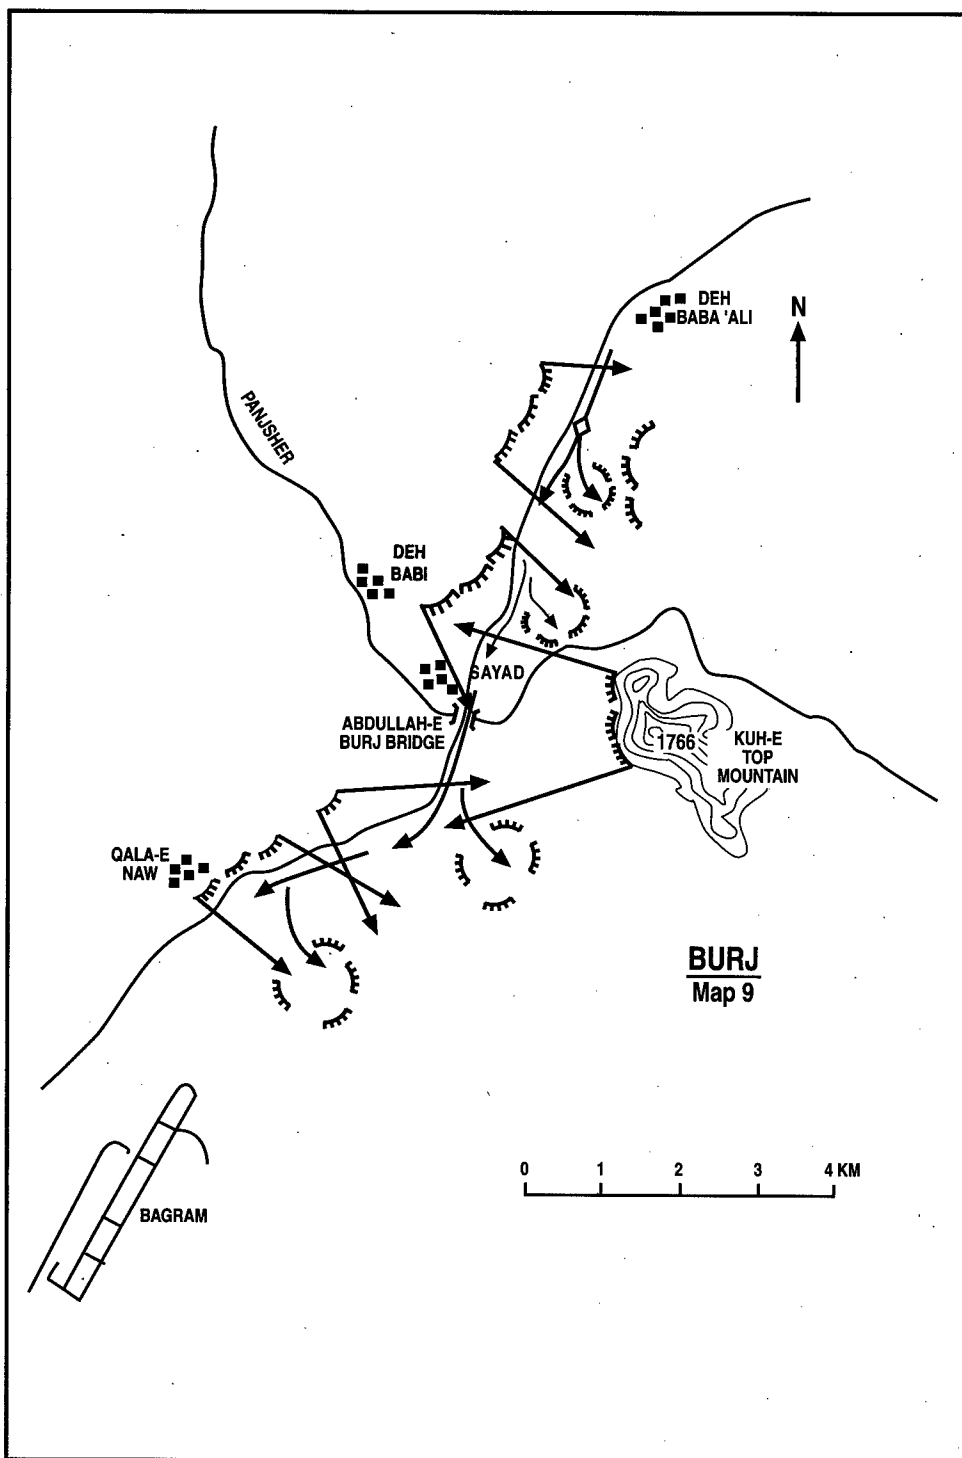 DEH
BABA 'ALI
N
PANJSHER
DEH
BABI
SAYAD
ABDULLAH-E
BURJ BRIDGE
1766
KUH-E
TOP
MOUNTAIN
QALA-E
NAW
BURJ
Map 9
0 1 2 3 4 KM
BAGRAM